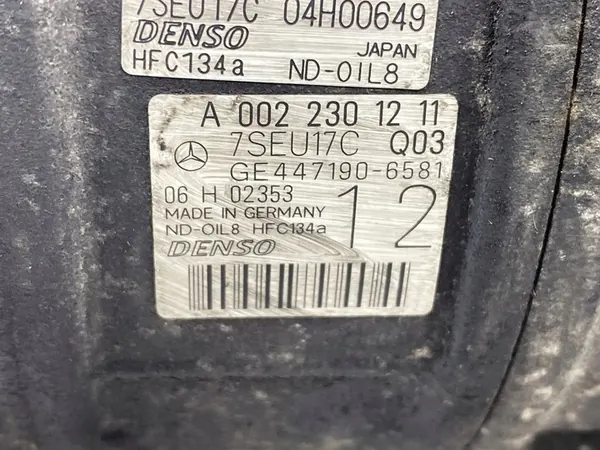 7SEU17C 04H00649
DENSO JAPAN
HFC134a ND-OIL8
A 002 230 12 11
7SEU17C Q03
GE447190-6581
06 H 02353 12
MADE IN GERMANY
ND-OIL8 HFC134a
DENSO